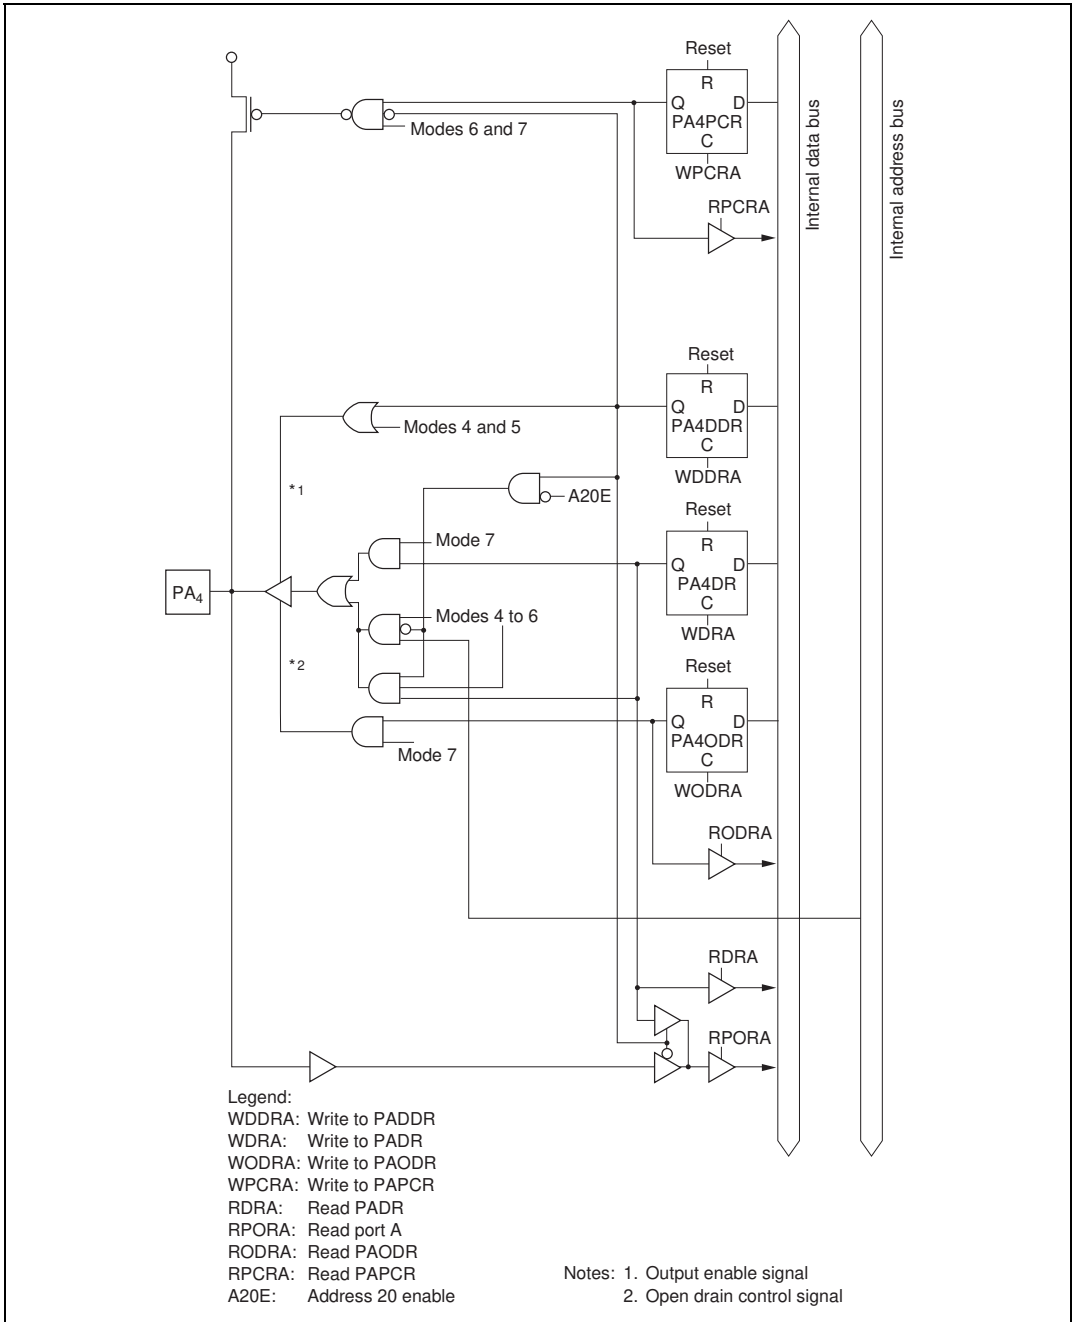 Reset
R
Q D
PA4PCR
C
WPCRA
Modes 6 and 7
RPCRA
Internal data bus
Internal address bus
Reset
R
Q D
PA4DDR
C
WDDRA
Modes 4 and 5
*1
A20E
Reset
R
Q D
PA4DR
C
WDRA
Mode 7
PA4
Modes 4 to 6
*2
Reset
R
Q D
PA4ODR
C
WODRA
Mode 7
RODRA
RDRA
RPORA
Legend:
WDDRA: Write to PADDR
WDRA: Write to PADR
WODRA: Write to PAODR
WPCRA: Write to PAPCR
RDRA: Read PADR
RPORA: Read port A
RODRA: Read PAODR
RPCRA: Read PAPCR
A20E: Address 20 enable
Notes: 1. Output enable signal
2. Open drain control signal